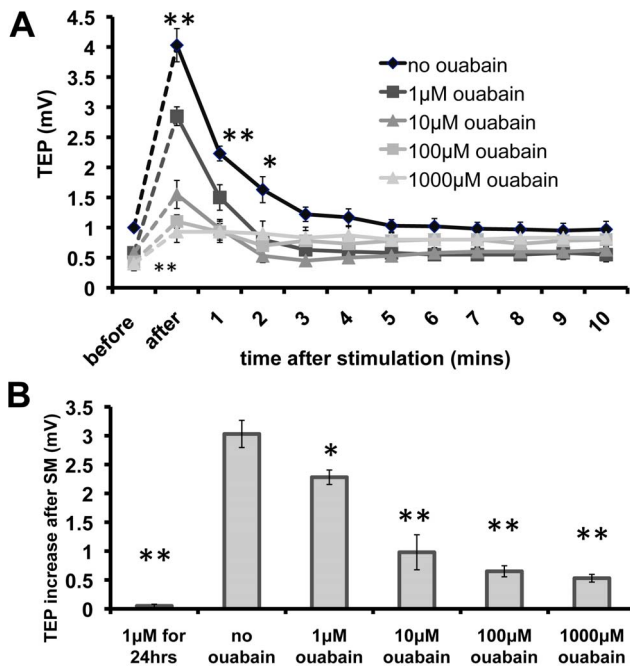 A
TEP (mV)
4.5
4
3.5
3
2.5
2
1.5
1
0.5
0
**
**
*
**
no ouabain
1µM ouabain
10µM ouabain
100µM ouabain
1000µM ouabain
before after 1 2 3 4 5 6 7 8 9 10
time after stimulation (mins)
B
TEP increase after SM (mV)
3.5
3
2.5
2
1.5
1
0.5
0
**
*
**
**
**
1µM for 24hrs
no ouabain
1µM ouabain
10µM ouabain
100µM ouabain
1000µM ouabain